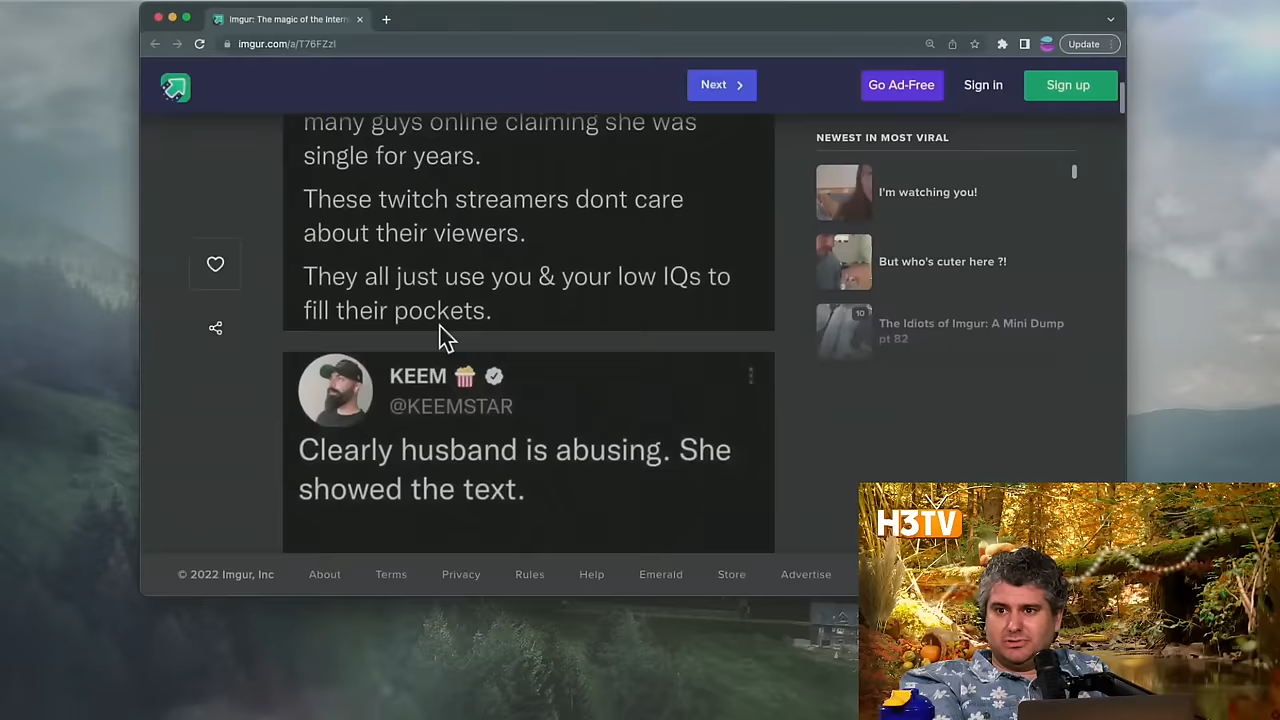 Imgur: The magic of the Intern
imgur.com/a/T76FZzI
Update
Next
Go Ad-Free
Sign in
Sign up
many guys online claiming she was
single for years.
These twitch streamers dont care
about their viewers.
They all just use you & your low IQs to
fill their pockets.
KEEM
@KEEMSTAR
Clearly husband is abusing. She
showed the text.
NEWEST IN MOST VIRAL
I'm watching you!
But who's cuter here ?!
10
The Idiots of Imgur: A Mini Dump
pt 82
© 2022 Imgur, Inc
About
Terms
Privacy
Rules
Help
Emerald
Store
Advertise
H3TV